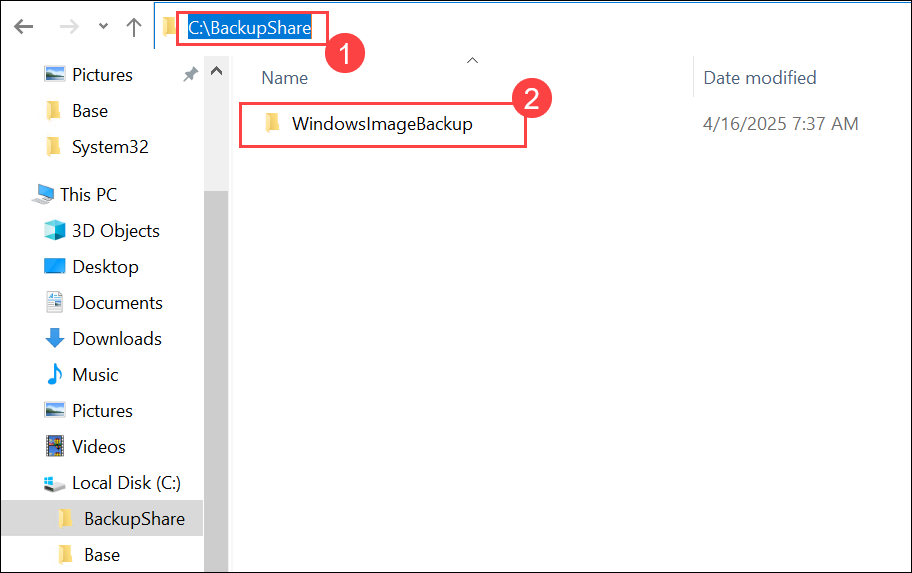 C:\BackupShare
1
Pictures
Name
Date modified
Base
2
WindowsImageBackup
4/16/2025 7:37 AM
System32
This PC
3D Objects
Desktop
Documents
Downloads
Music
Pictures
Videos
Local Disk (C:)
BackupShare
Base